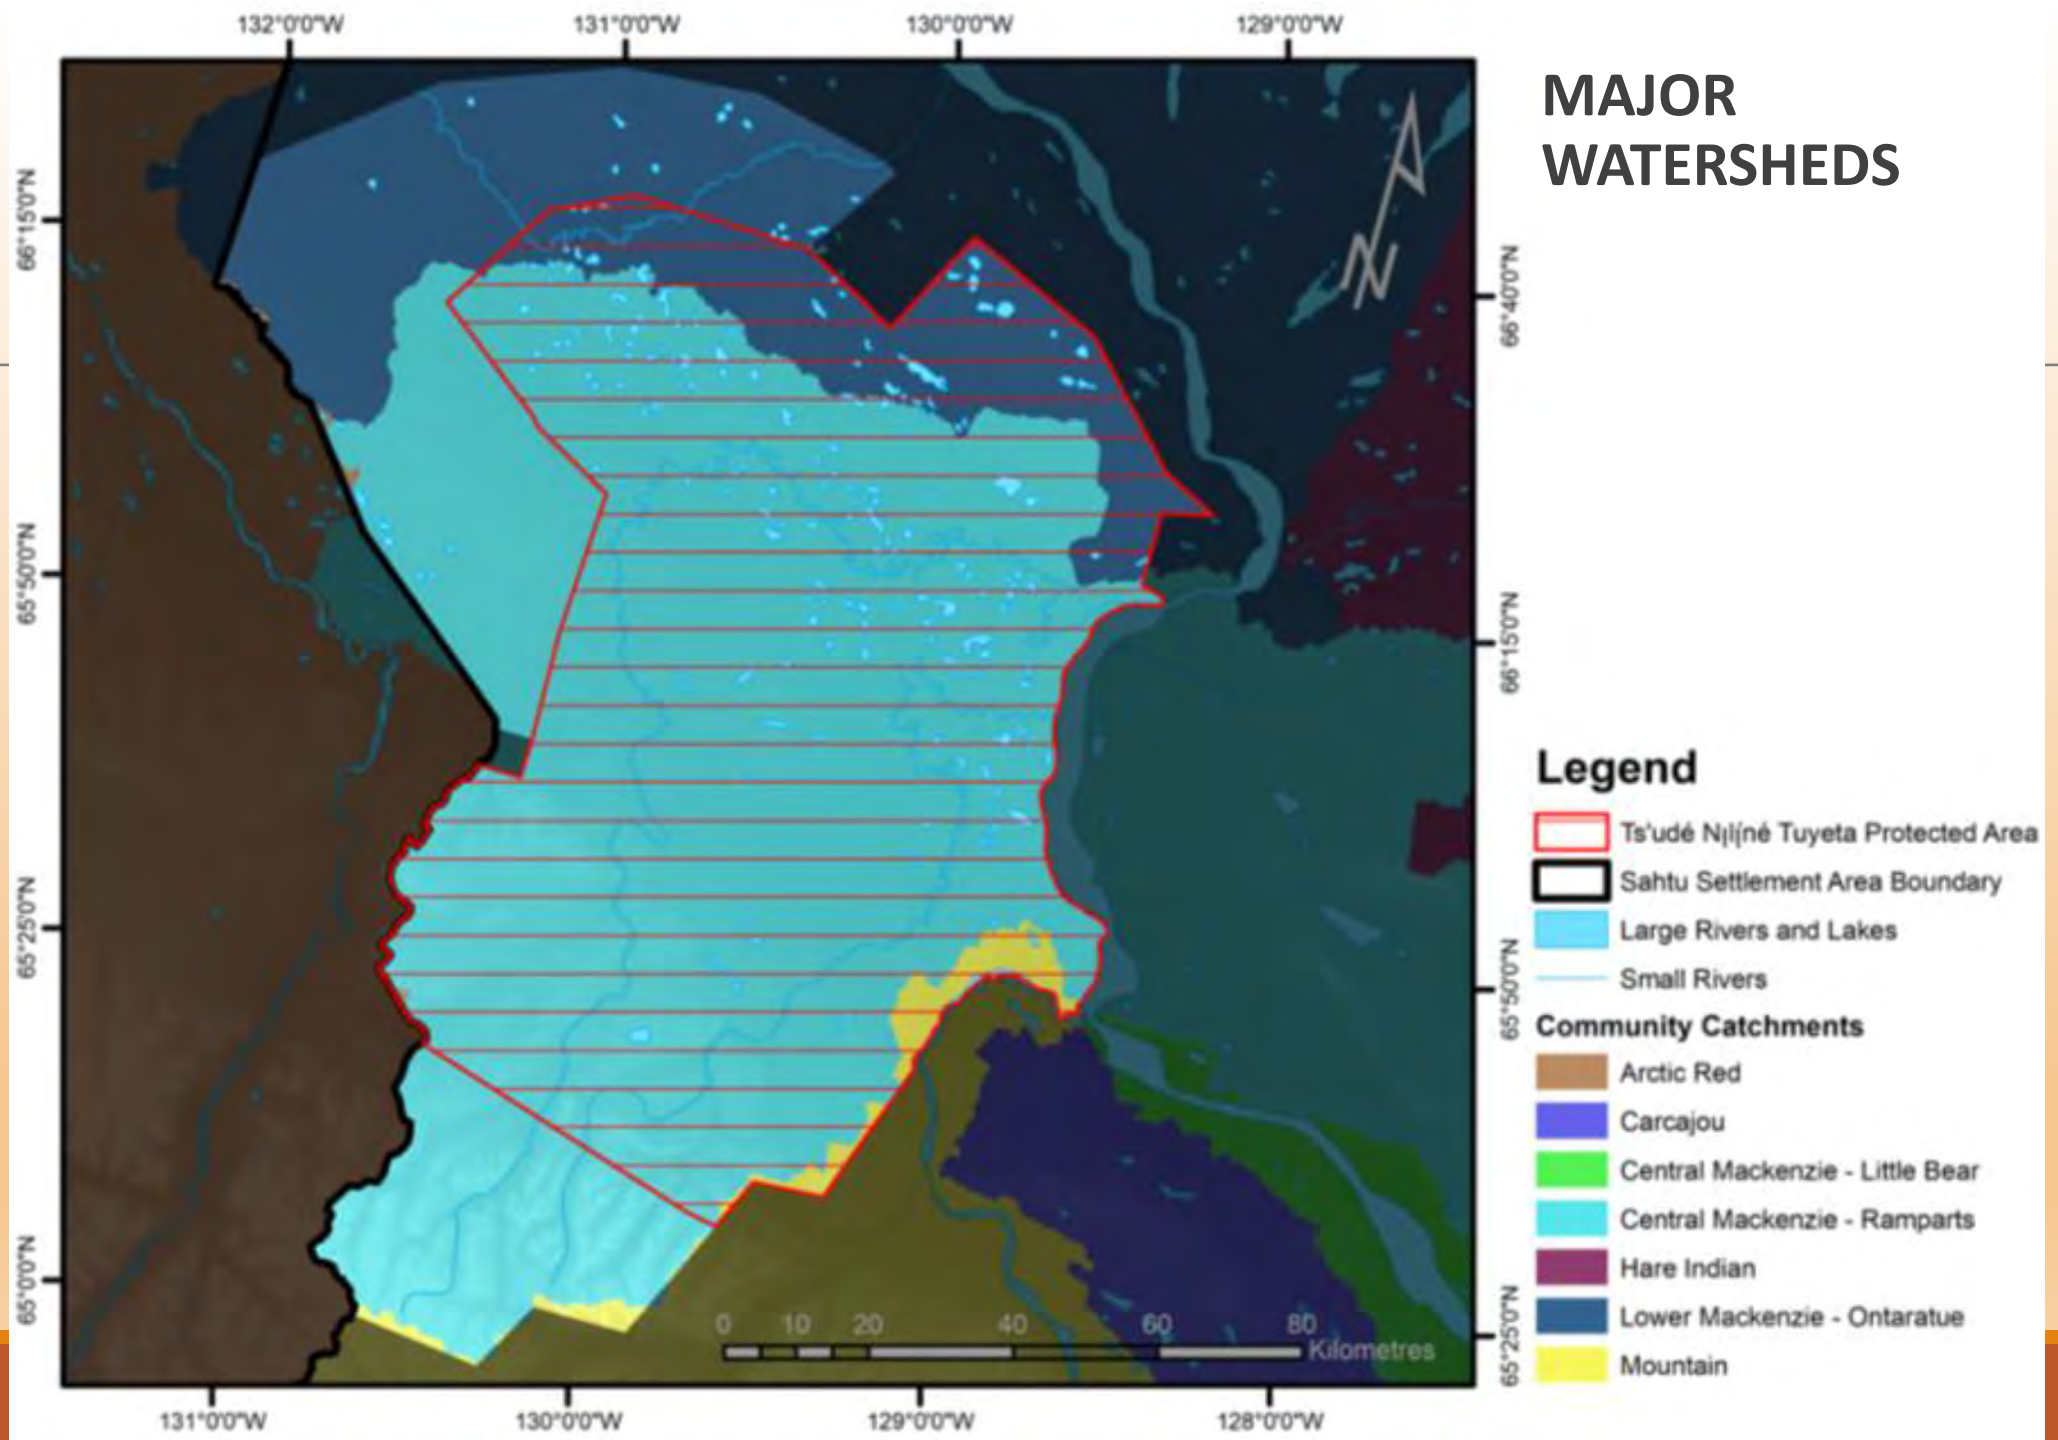 132°0'0"W 131°0'0"W 130°0'0"W 129°0'0"W
MAJOR
WATERSHEDS
66°15'0"N
65°50'0"N
65°25'0"N
65°0'0"N
N
66°40'0"N
66°15'0"N
65°50'0"N
65°25'0"N
Legend
Ts'udé Nı̨lı̨́né Tuyeta Protected Area
Sahtu Settlement Area Boundary
Large Rivers and Lakes
Small Rivers
Community Catchments
Arctic Red
Carcajou
Central Mackenzie - Little Bear
Central Mackenzie - Ramparts
Hare Indian
Lower Mackenzie - Ontaratue
Mountain
0 10 20 40 60 80
Kilometres
131°0'0"W 130°0'0"W 129°0'0"W 128°0'0"W